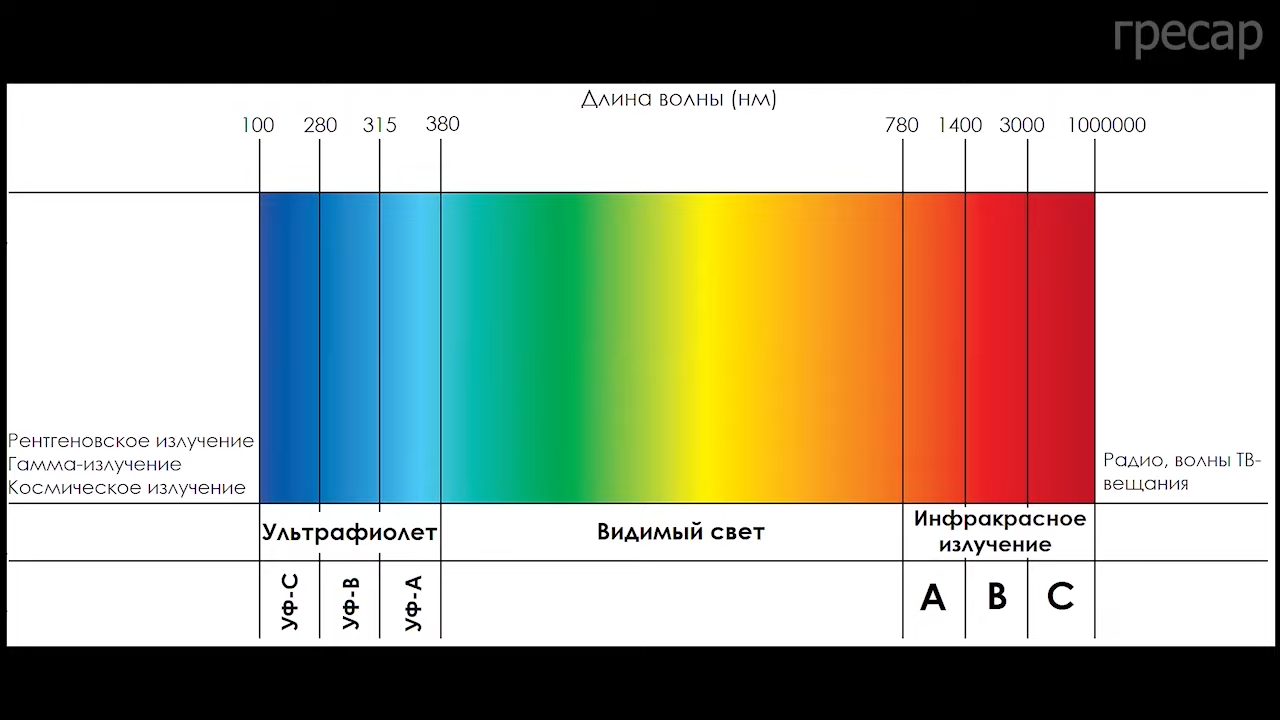 гресар
Длина волны (нм)
100 280 315 380 780 1400 3000 1000000
Рентгеновское излучение
Гамма-излучение
Космическое излучение
Радио, волны ТВ-
вещания
Ультрафиолет
Видимый свет
Инфракрасное
излучение
УФ-С УФ-В УФ-А
А В С